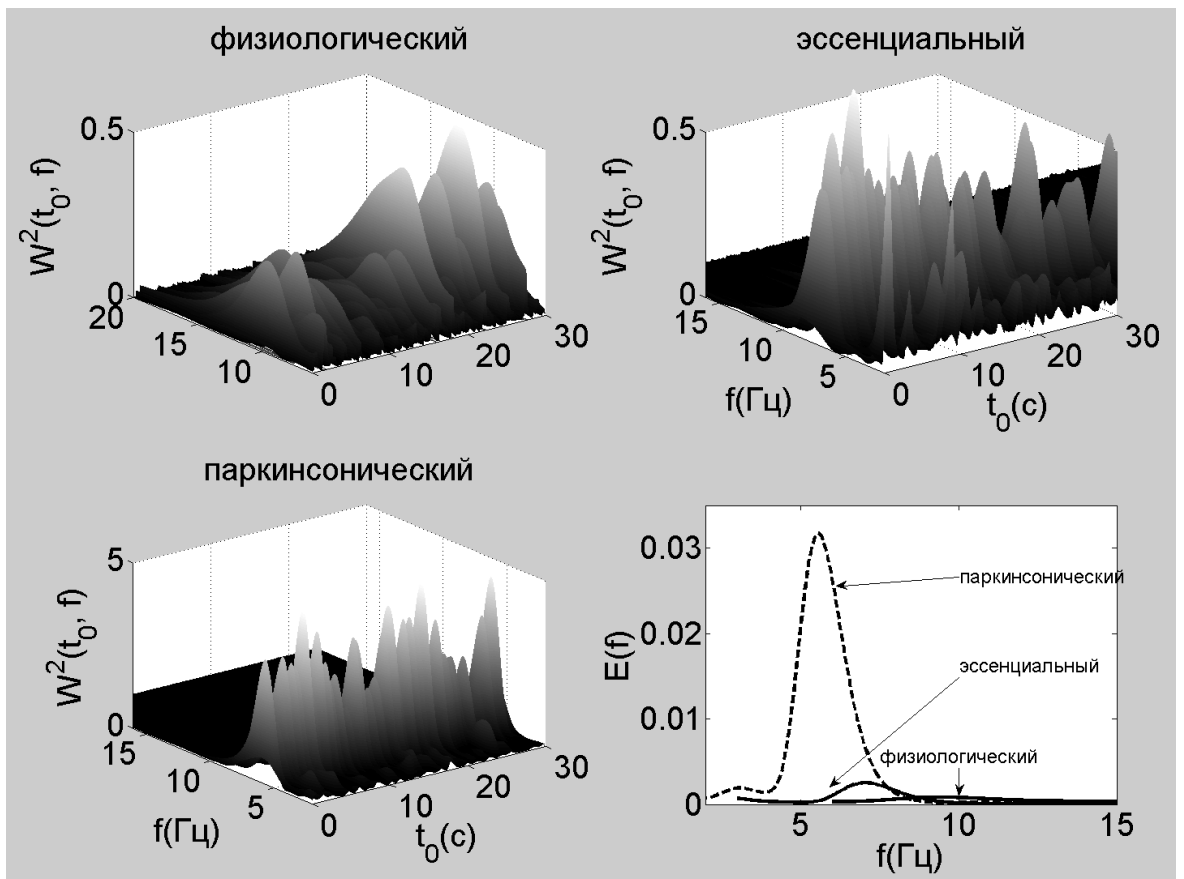 физиологический
0.5
W²(t₀, f)
0
20
15
10
0
10
20
30
эссенциальный
0.5
W²(t₀, f)
0
15
10
5
f(Гц)
0
10
20
30
t₀(с)
паркинсонический
5
W²(t₀, f)
0
15
10
5
f(Гц)
0
10
20
30
t₀(с)
0.03
0.02
0.01
0
E(f)
паркинсонический
эссенциальный
физиологический
5
10
15
f(Гц)